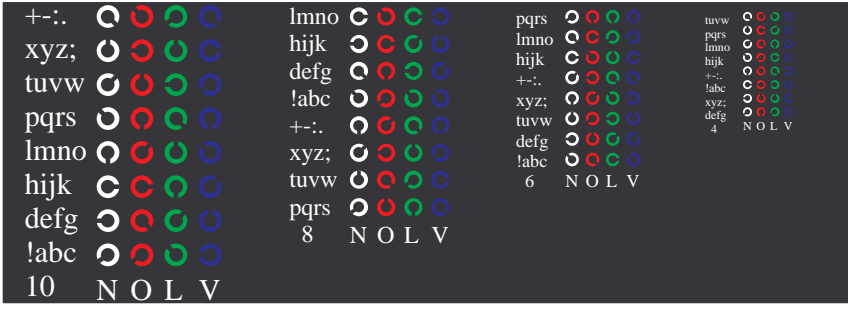 +-:.
xyz;
tuvw
pqrs
lmno
hijk
defg
!abc
10 N O L V
lmno
hijk
defg
!abc
+-:.
xyz;
tuvw
pqrs
8 N O L V
pqrs
lmno
hijk
+-:.
xyz;
tuvw
defg
!abc
6 N O L V
tuvw
pqrs
lmno
hijk
+-:.
!abc
xyz;
defg
4 N O L V